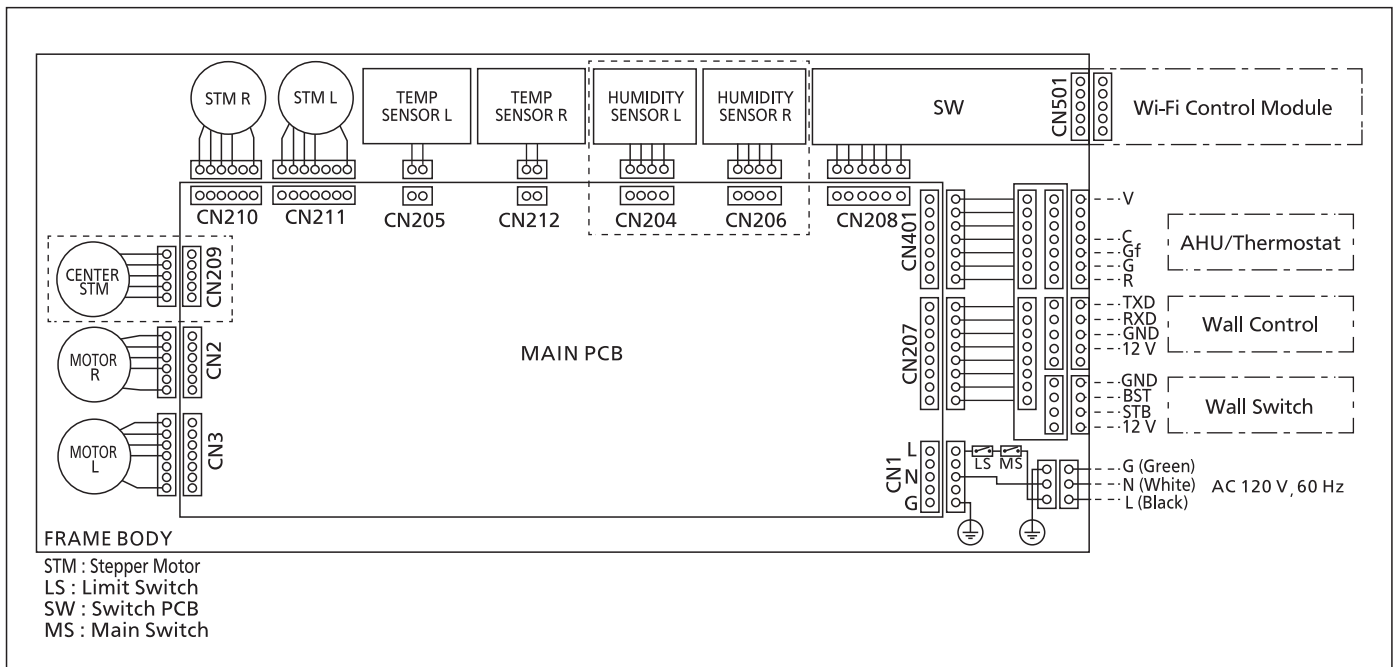 STM R
STM L
TEMP
SENSOR L
TEMP
SENSOR R
HUMIDITY
SENSOR L
HUMIDITY
SENSOR R
SW
CN501
Wi-Fi Control Module
CN210
CN211
CN205
CN212
CN204
CN206
CN208
CN401
V
C
Gf
G
R
AHU/Thermostat
CENTER
STM
CN209
MOTOR
R
CN2
MAIN PCB
CN207
TXD
RXD
GND
12 V
Wall Control
GND
BST
STB
12 V
Wall Switch
MOTOR
L
CN3
CN1
L
N
G
LS
MS
G (Green)
N (White)
L (Black)
AC 120 V, 60 Hz
FRAME BODY
STM : Stepper Motor
LS : Limit Switch
SW : Switch PCB
MS : Main Switch